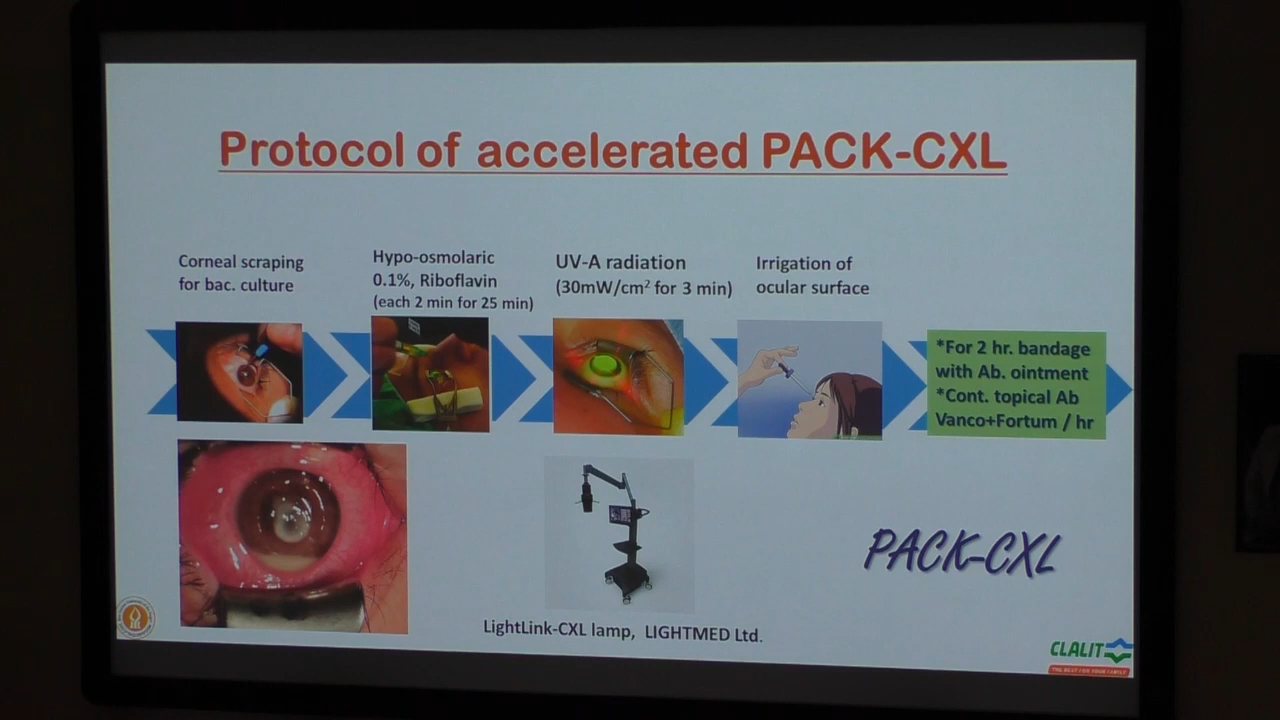 Protocol of accelerated PACK-CXL
Corneal scraping
for bac. culture
Hypo-osmolaric
0.1%, Riboflavin
(each 2 min for 25 min)
UV-A radiation
(30mW/cm² for 3 min)
Irrigation of
ocular surface
*For 2 hr. bandage
with Ab. ointment
*Cont. topical Ab
Vanco+Fortum / hr
PACK-CXL
LightLink-CXL lamp, LIGHTMED Ltd.
CLALIT